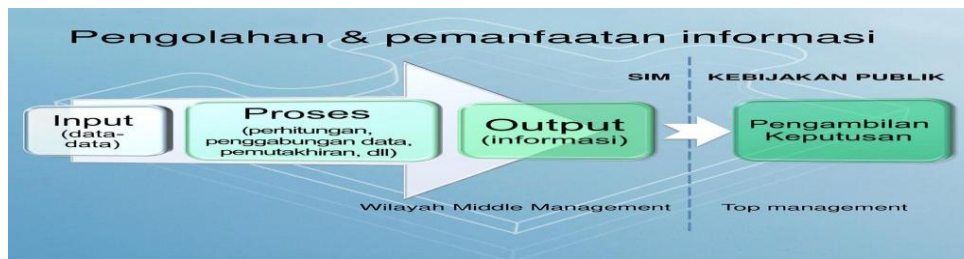 Pengolahan & pemanfaatan informasi
SIM
KEBIJAKAN PUBLIK
Input
(data-
data)
Proses
(perhitungan,
penggabungan data,
pemutakhiran, dll)
Output
(informasi)
Pengambilan
Keputusan
Wilayah Middle Management
Top management